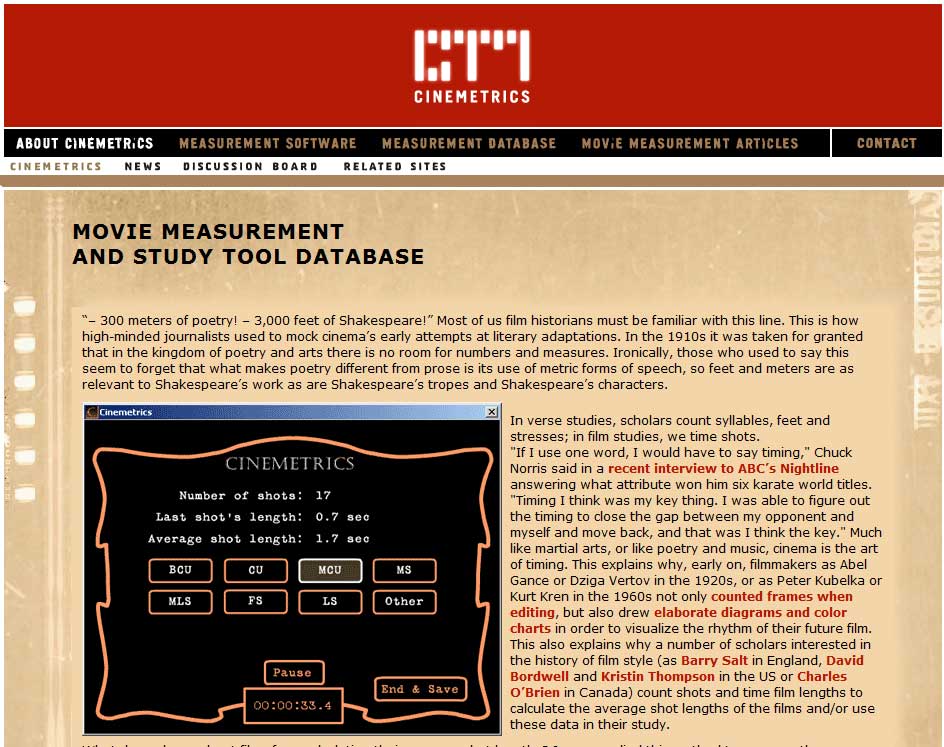 CINEMETRICS
ABOUT CINEMETRICS MEASUREMENT SOFTWARE MEASUREMENT DATABASE MOVIE MEASUREMENT ARTICLES CONTACT
CINEMETRICS NEWS DISCUSSION BOARD RELATED SITES
MOVIE MEASUREMENT
AND STUDY TOOL DATABASE
“– 300 meters of poetry! – 3,000 feet of Shakespeare!” Most of us film historians must be familiar with this line. This is how
high-minded journalists used to mock cinema’s early attempts at literary adaptations. In the 1910s it was taken for granted
that in the kingdom of poetry and arts there is no room for numbers and measures. Ironically, those who used to say this
seem to forget that what makes poetry different from prose is its use of metric forms of speech, so feet and meters are as
relevant to Shakespeare’s work as are Shakespeare’s tropes and Shakespeare’s characters.
Cinemetrics
CINEMETRICS
Number of shots: 17
Last shot's length: 0.7 sec
Average shot length: 1.7 sec
BCU CU MCU MS
MLS FS LS Other
Pause
End & Save
00:00:33.4
In verse studies, scholars count syllables, feet and
stresses; in film studies, we time shots.
"If I use one word, I would have to say timing," Chuck
Norris said in a recent interview to ABC’s Nightline
answering what attribute won him six karate world titles.
"Timing I think was my key thing. I was able to figure out
the timing to close the gap between my opponent and
myself and move back, and that was I think the key." Much
like martial arts, or like poetry and music, cinema is the art
of timing. This explains why, early on, filmmakers as Abel
Gance or Dziga Vertov in the 1920s, or as Peter Kubelka or
Kurt Kren in the 1960s not only counted frames when
editing, but also drew elaborate diagrams and color
charts in order to visualize the rhythm of their future film.
This also explains why a number of scholars interested in
the history of film style (as Barry Salt in England, David
Bordwell and Kristin Thompson in the US or Charles
O’Brien in Canada) count shots and time film lengths to
calculate the average shot lengths of the films and/or use
these data in their study.